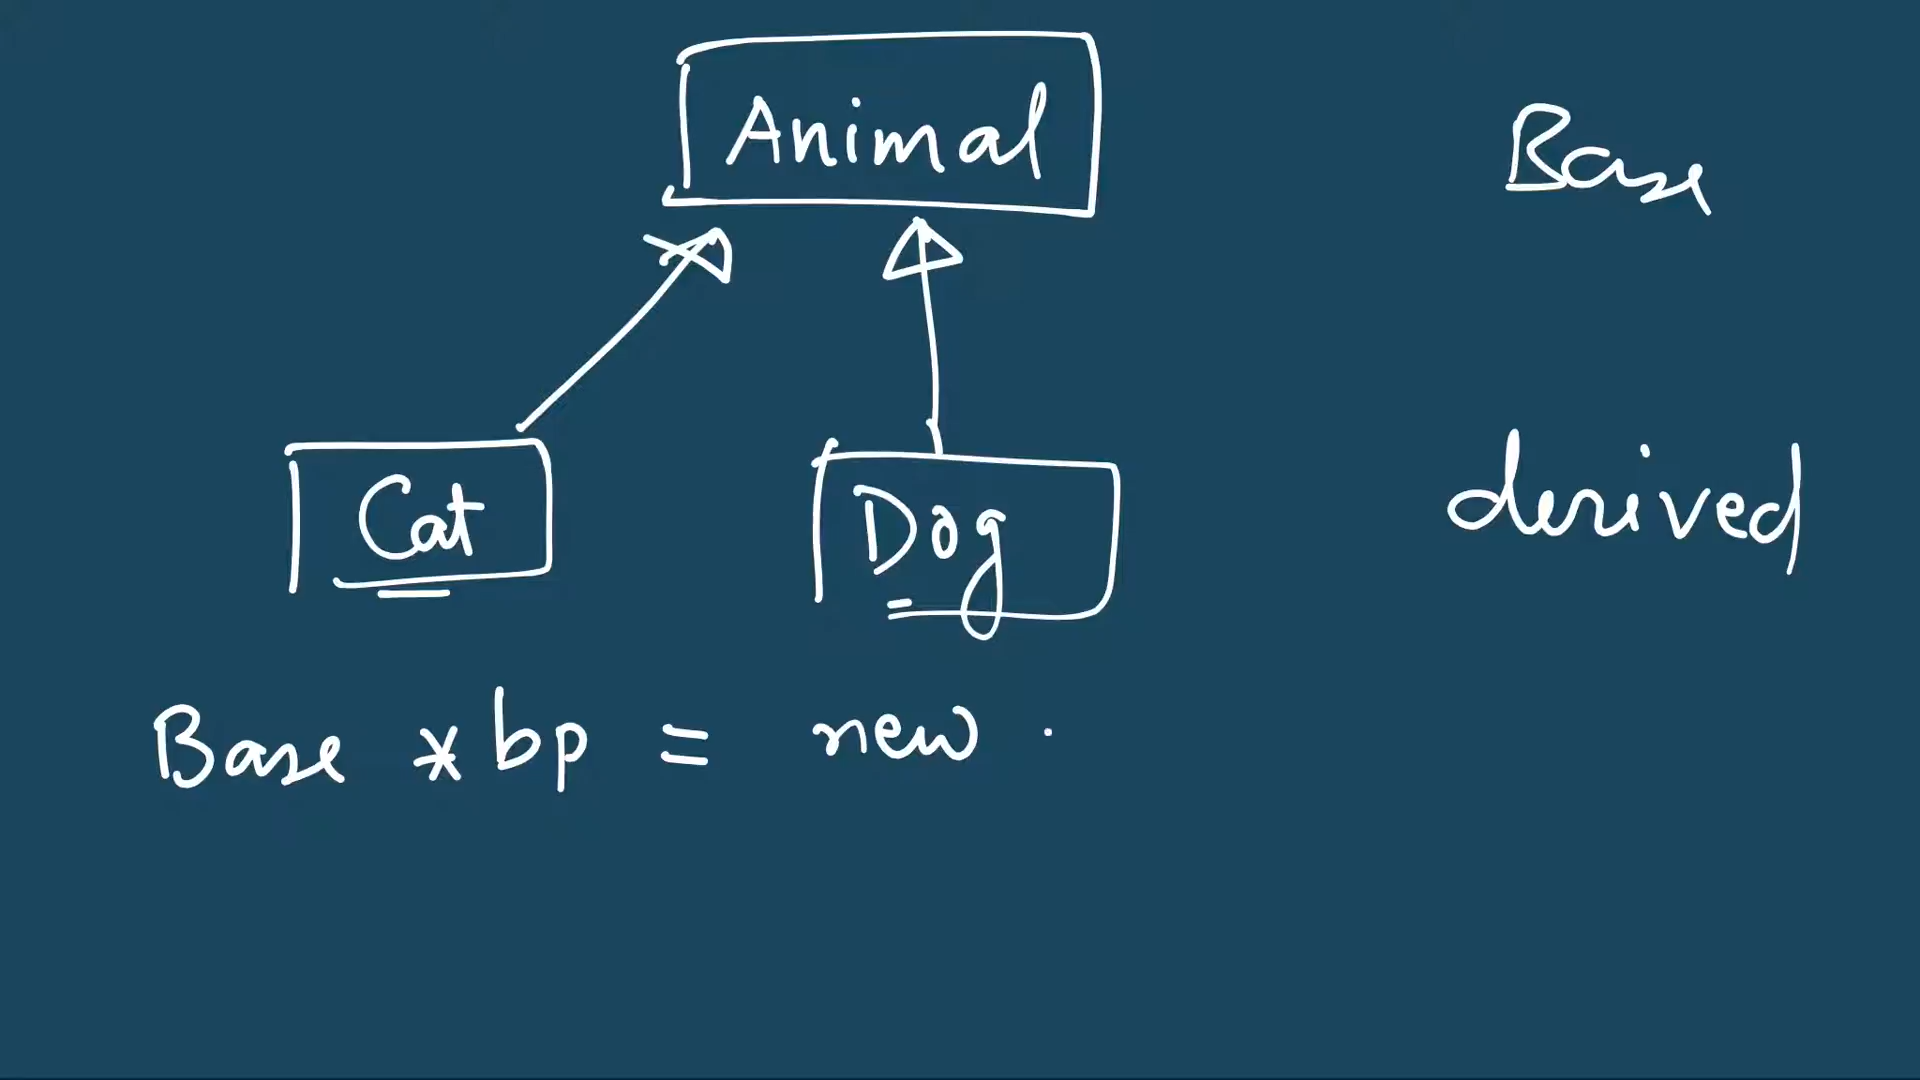 Animal
Base
Cat
Dog
derived
Base *bp = new